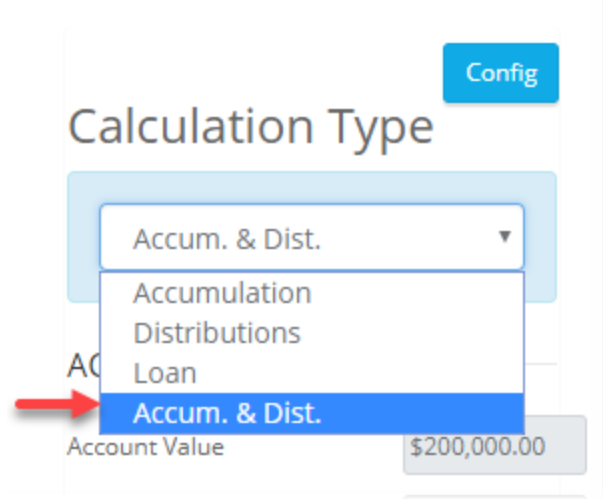 Config
Calculation Type
Accum. & Dist.
Accumulation
Distributions
Loan
Accum. & Dist.
Account Value $200,000.00